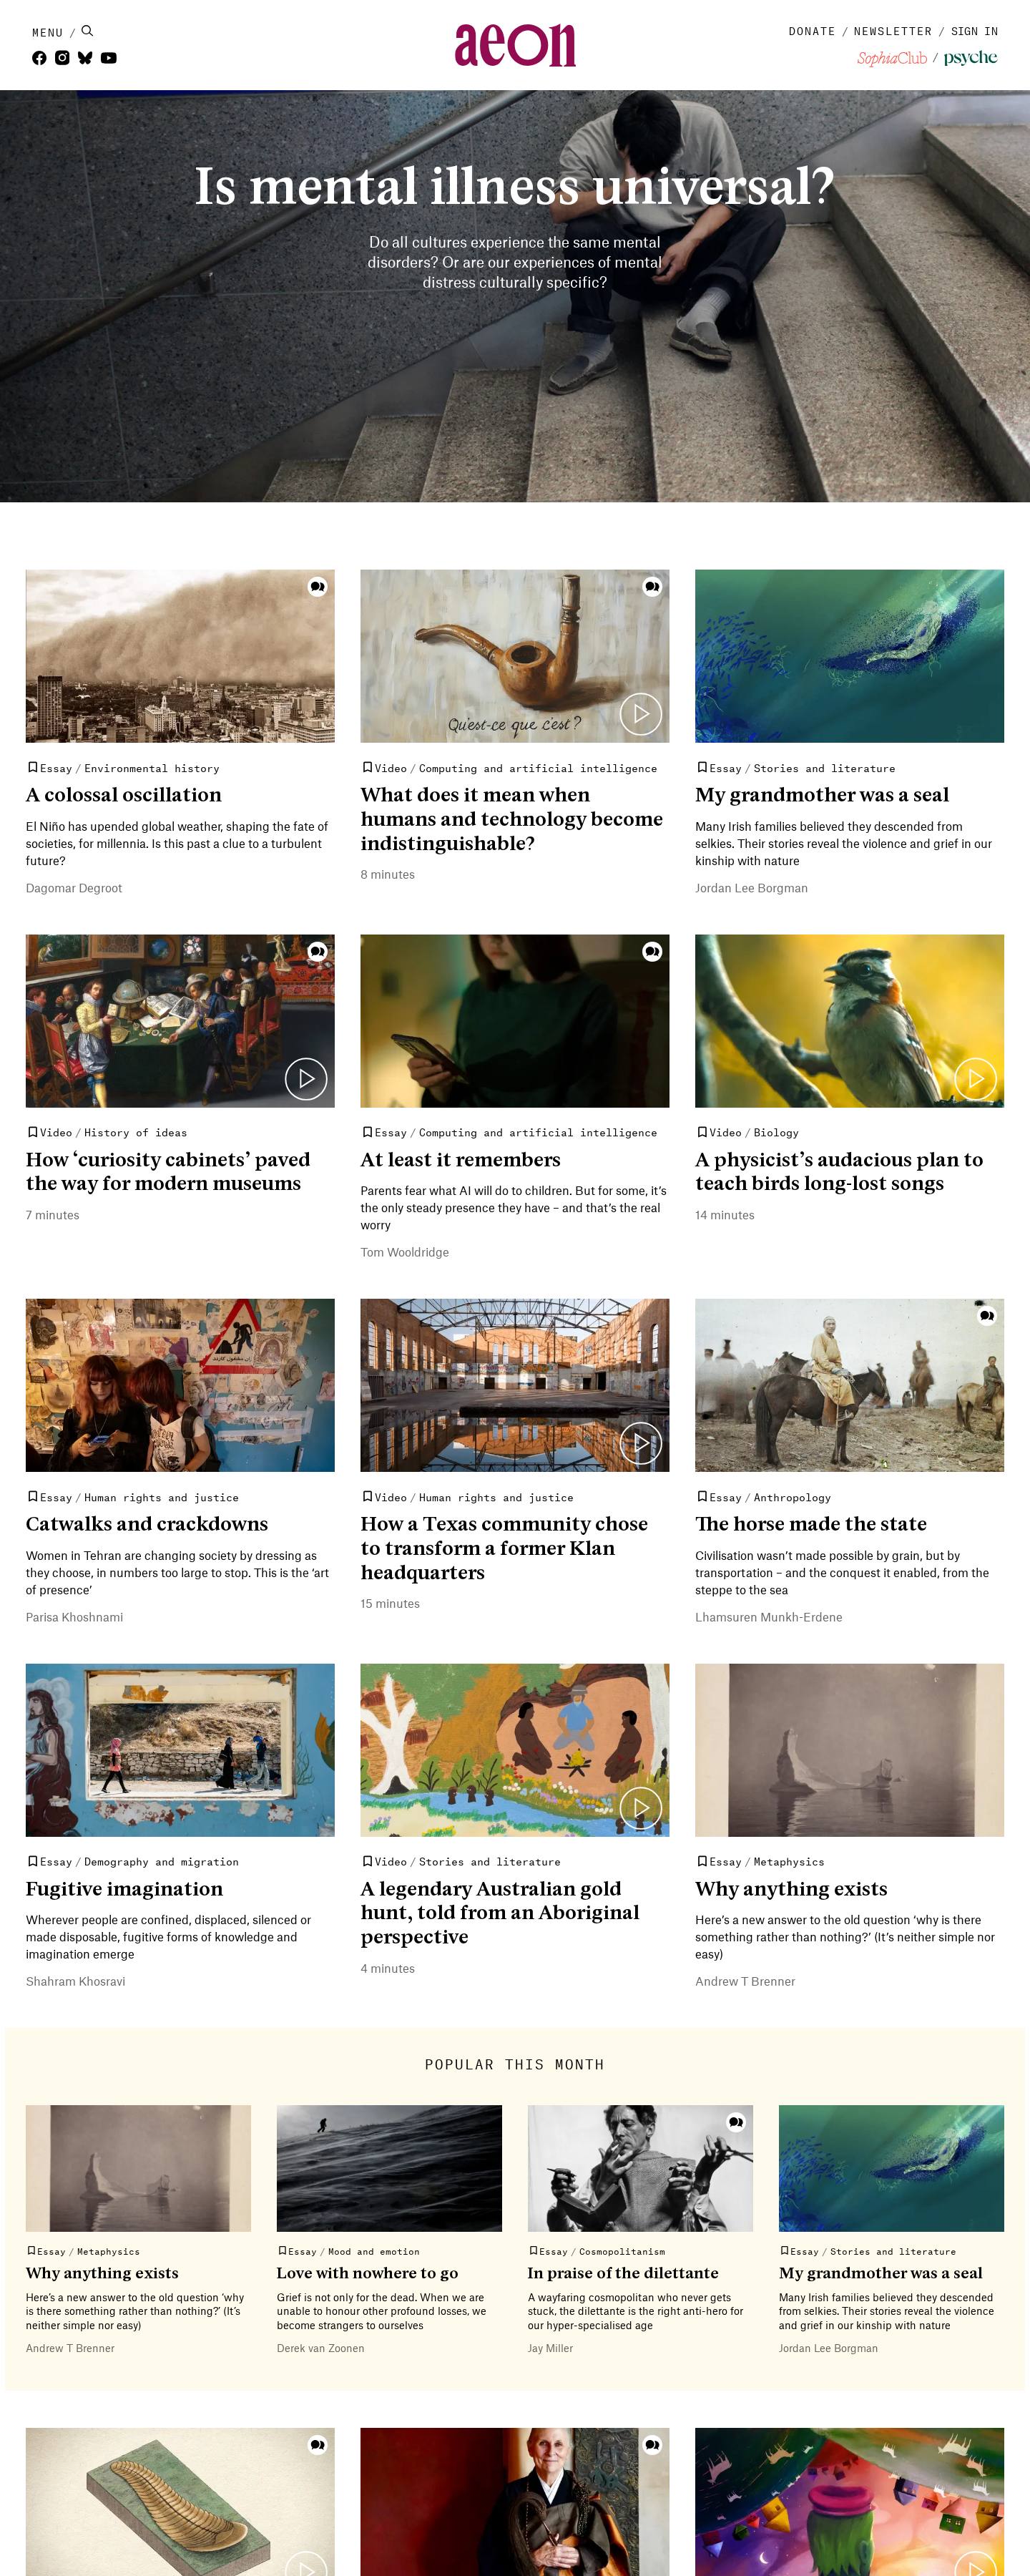 MENU /
aeon
DONATE / NEWSLETTER / SIGN IN
SophiaClub / psyche
Is mental illness universal?
Do all cultures experience the same mental
disorders? Or are our experiences of mental
distress culturally specific?
Qu'est-ce que c'est?
Essay / Environmental history
A colossal oscillation
El Niño has upended global weather, shaping the fate of
societies, for millennia. Is this past a clue to a turbulent
future?
Dagomar Degroot
Video / Computing and artificial intelligence
What does it mean when
humans and technology become
indistinguishable?
8 minutes
Essay / Stories and literature
My grandmother was a seal
Many Irish families believed they descended from
selkies. Their stories reveal the violence and grief in our
kinship with nature
Jordan Lee Borgman
Video / History of ideas
How ‘curiosity cabinets’ paved
the way for modern museums
7 minutes
Essay / Computing and artificial intelligence
At least it remembers
Parents fear what AI will do to children. But for some, it’s
the only steady presence they have – and that’s the real
worry
Tom Wooldridge
Video / Biology
A physicist’s audacious plan to
teach birds long-lost songs
14 minutes
Essay / Human rights and justice
Catwalks and crackdowns
Women in Tehran are changing society by dressing as
they choose, in numbers too large to stop. This is the ‘art
of presence’
Parisa Khoshnami
Video / Human rights and justice
How a Texas community chose
to transform a former Klan
headquarters
15 minutes
Essay / Anthropology
The horse made the state
Civilisation wasn’t made possible by grain, but by
transportation – and the conquest it enabled, from the
steppe to the sea
Lhamsuren Munkh-Erdene
Essay / Demography and migration
Fugitive imagination
Wherever people are confined, displaced, silenced or
made disposable, fugitive forms of knowledge and
imagination emerge
Shahram Khosravi
Video / Stories and literature
A legendary Australian gold
hunt, told from an Aboriginal
perspective
4 minutes
Essay / Metaphysics
Why anything exists
Here’s a new answer to the old question ‘why is there
something rather than nothing?’ (It’s neither simple nor
easy)
Andrew T Brenner
POPULAR THIS MONTH
Essay / Metaphysics
Why anything exists
Here’s a new answer to the old question ‘why
is there something rather than nothing?’ (It’s
neither simple nor easy)
Andrew T Brenner
Essay / Mood and emotion
Love with nowhere to go
Grief is not only for the dead. When we are
unable to honour other profound losses, we
become strangers to ourselves
Derek van Zoonen
Essay / Cosmopolitanism
In praise of the dilettante
A wayfaring cosmopolitan who never gets
stuck, the dilettante is the right anti-hero for
our hyper-specialised age
Jay Miller
Essay / Stories and literature
My grandmother was a seal
Many Irish families believed they descended
from selkies. Their stories reveal the violence
and grief in our kinship with nature
Jordan Lee Borgman